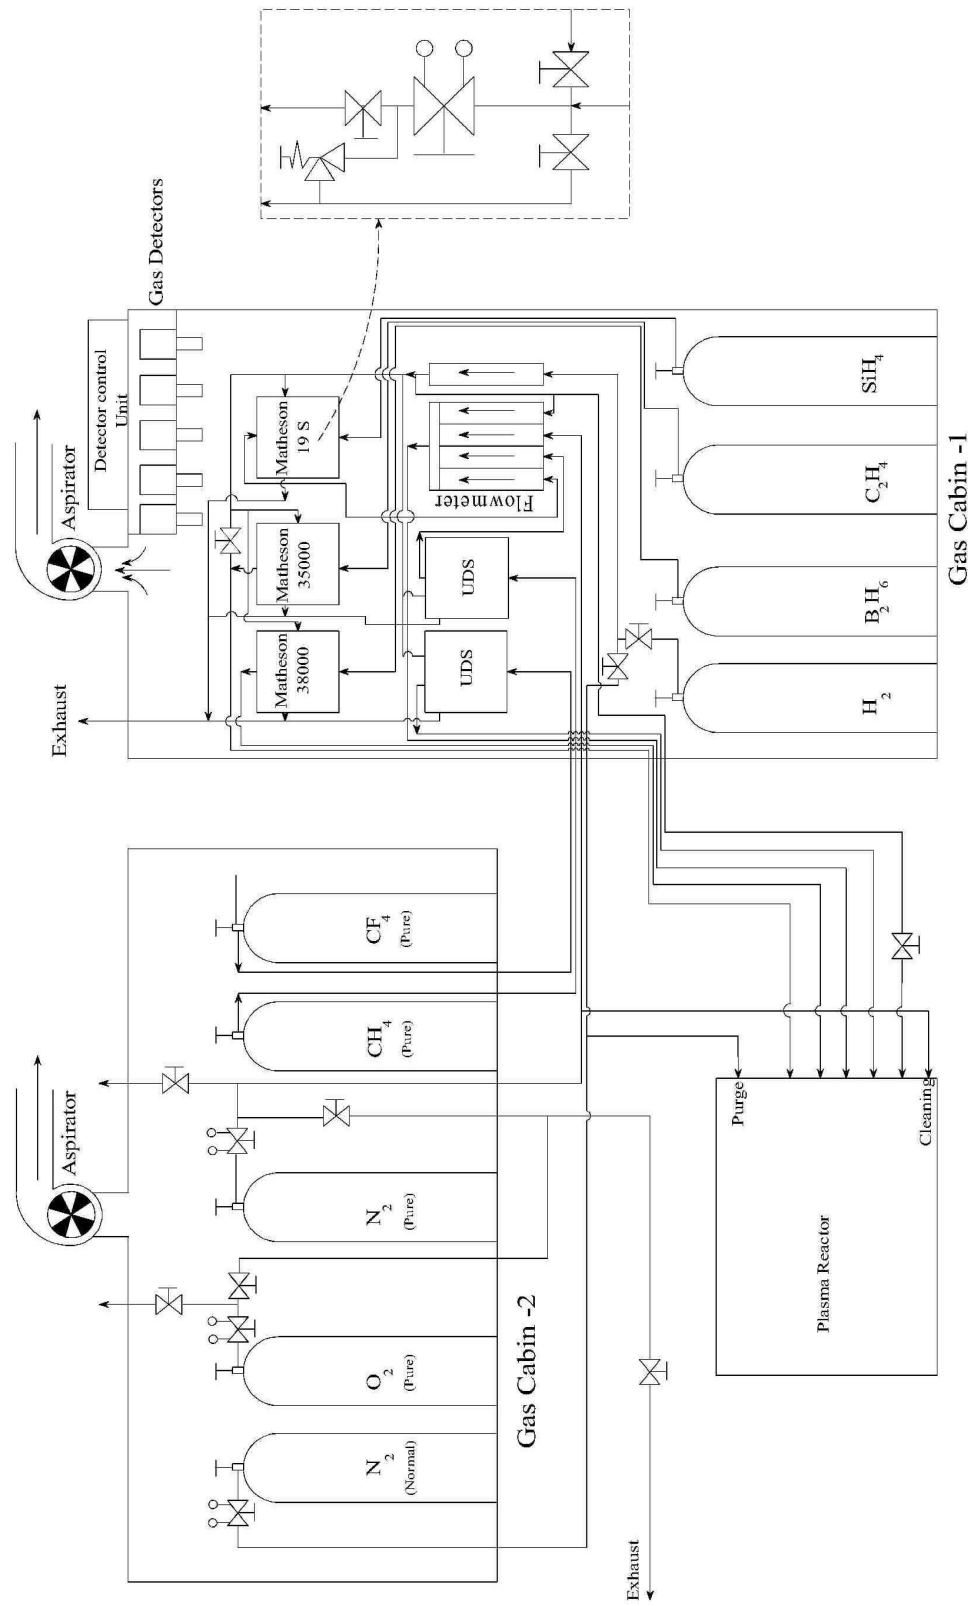 Aspirator
Gas Detectors
Detector control
Unit
Exhaust
Matheson
19 S
Matheson
35000
Matheson
38000
Flowmeter
UDS
UDS
SiH4
C2H4
B2H6
H2
Gas Cabin -1
Aspirator
CF4
(Pure)
CH4
(Pure)
N2
(Pure)
O2
(Pure)
N2
(Normal)
Gas Cabin -2
Purge
Cleaning
Plasma Reactor
Exhaust